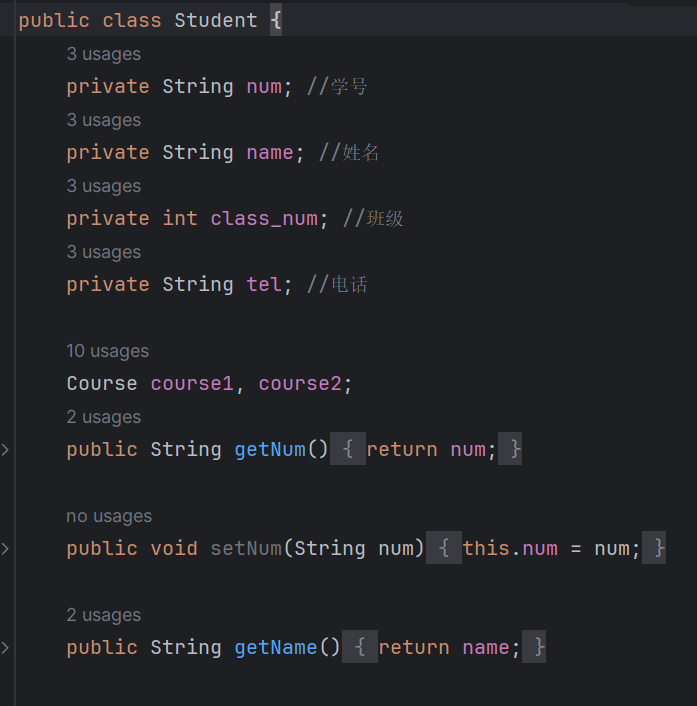 public class Student {
3 usages
private String num; //学号
3 usages
private String name; //姓名
3 usages
private int class_num; //班级
3 usages
private String tel; //电话
10 usages
Course course1, course2;
2 usages
public String getNum() { return num; }
no usages
public void setNum(String num) { this.num = num; }
2 usages
public String getName() { return name; }